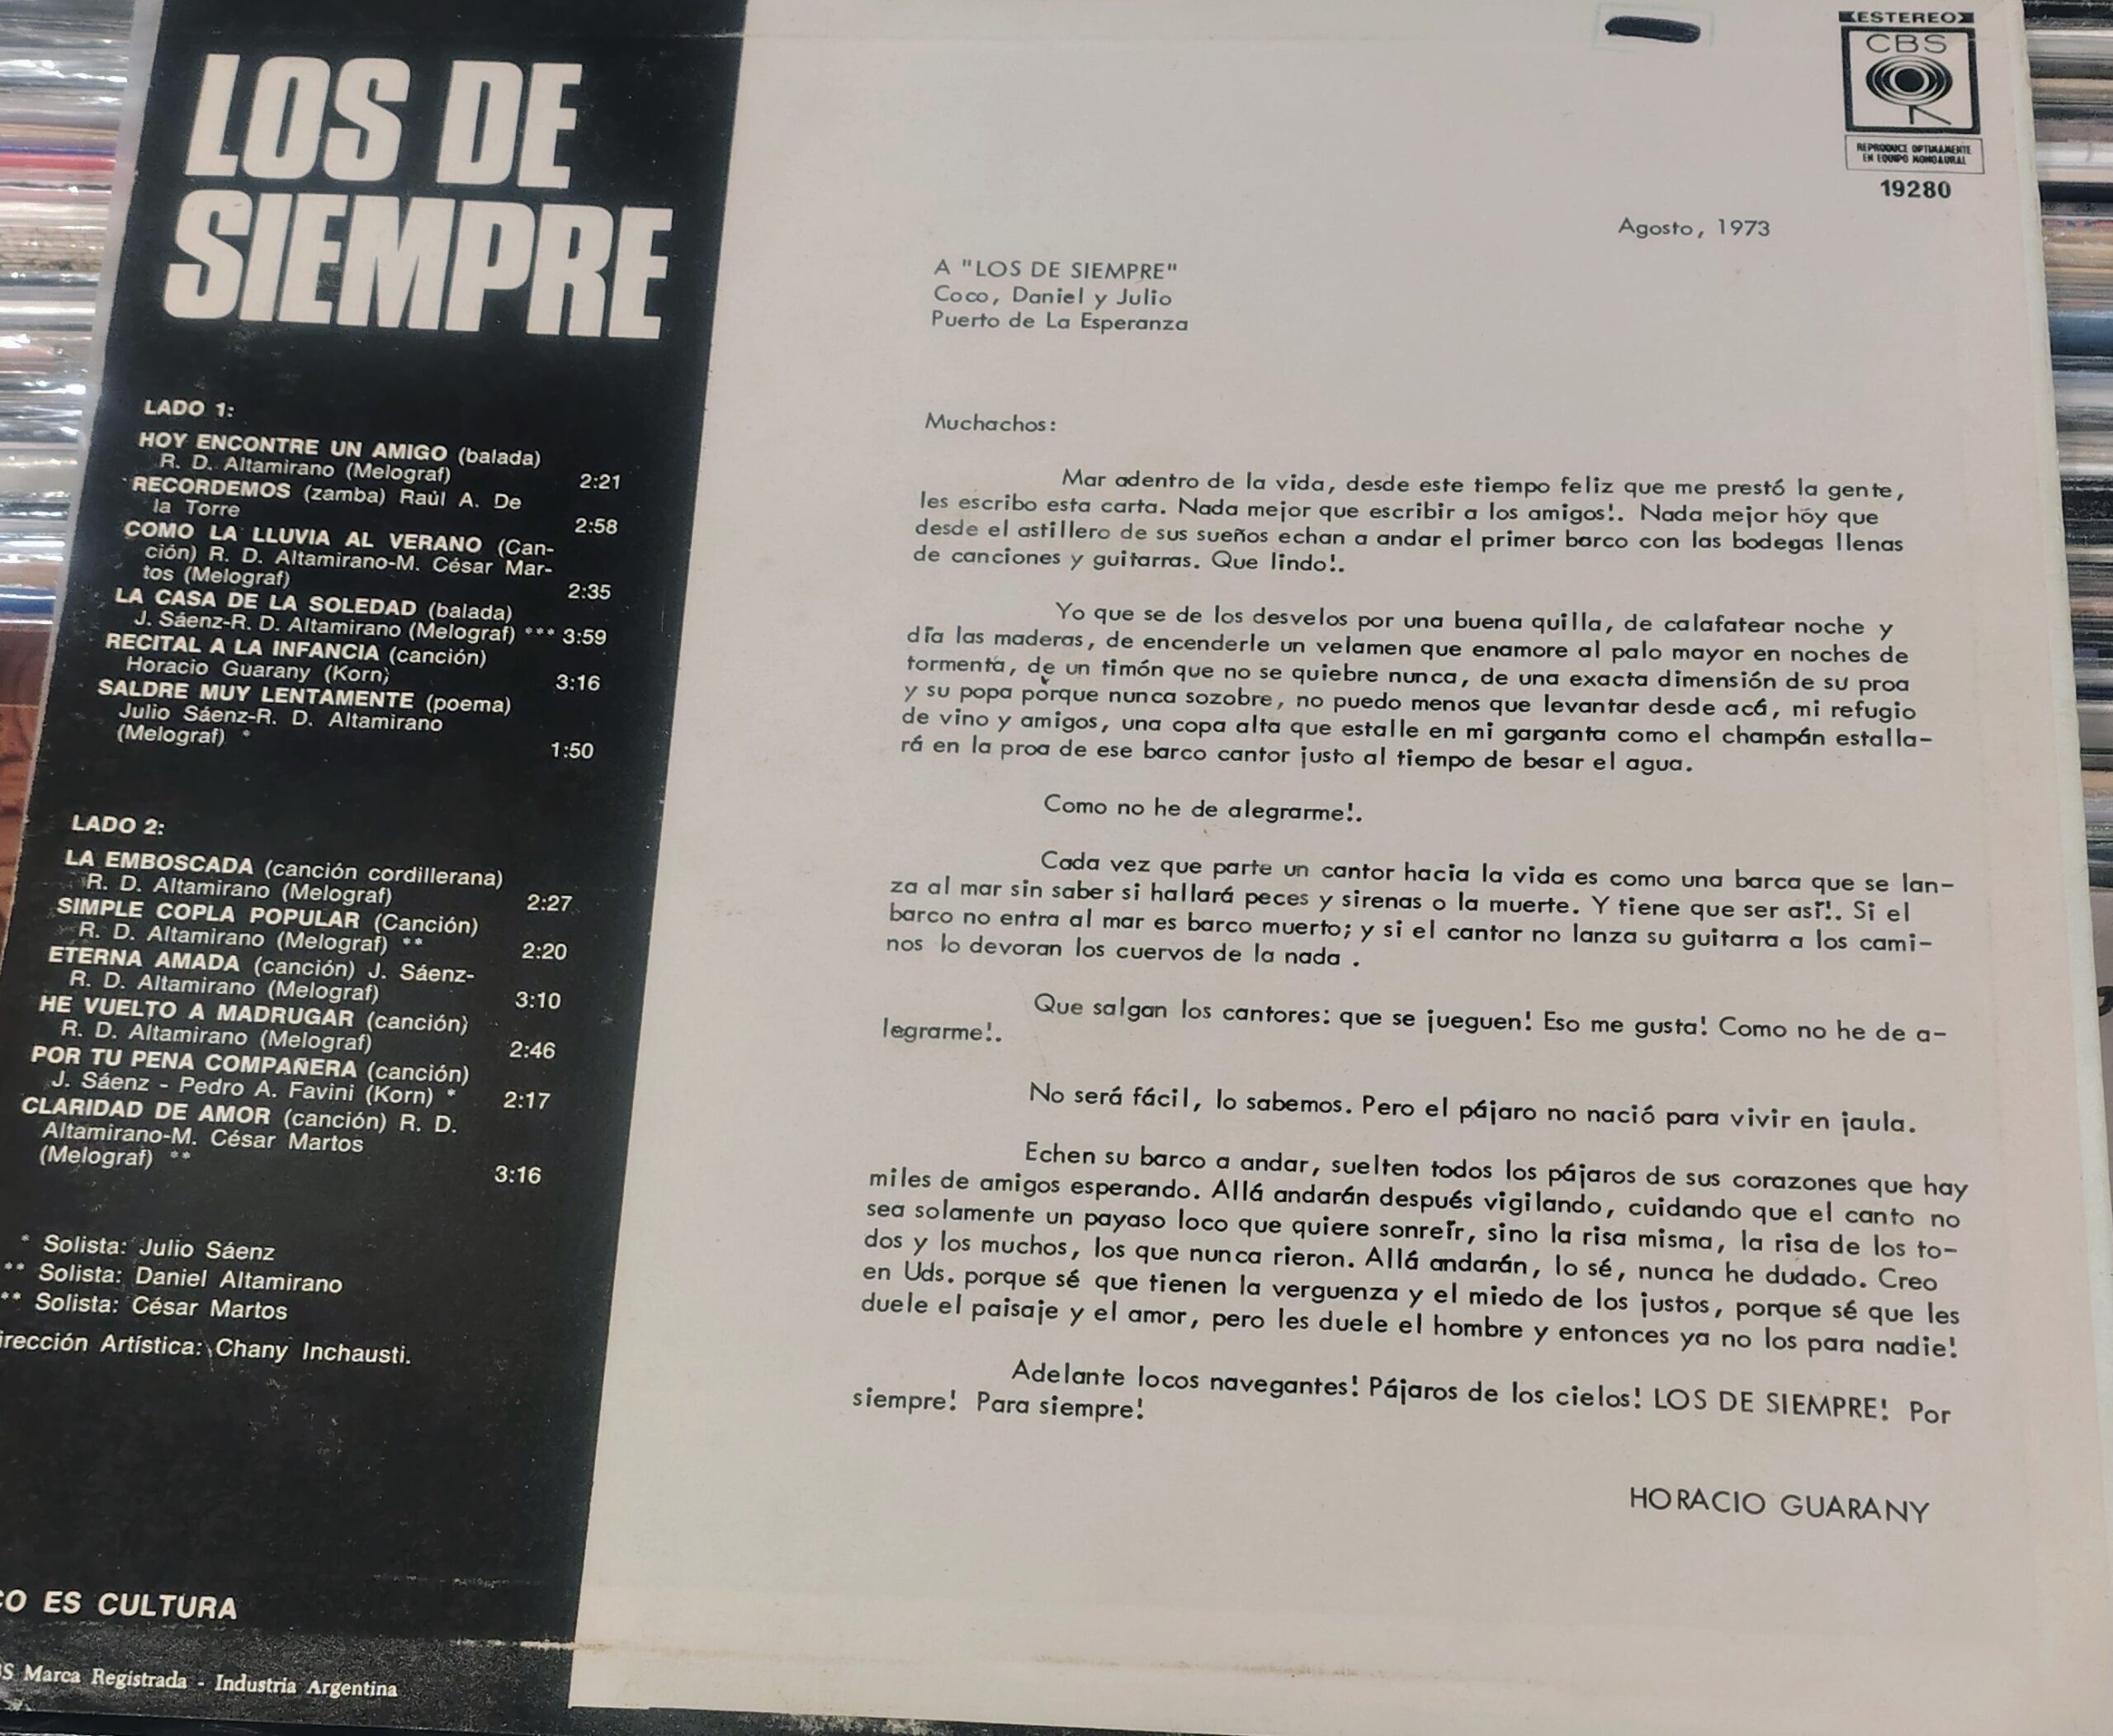 LOS DE
SIEMPRE
LADO 1:
HOY ENCONTRE UN AMIGO (balada)
R. D. Altamirano (Melograf) 2:21
RECORDEMOS (zamba) Raúl A. De
la Torre 2:58
COMO LA LLUVIA AL VERANO (Can-
ción) R. D. Altamirano-M. César Mar-
tos (Melograf) 2:35
LA CASA DE LA SOLEDAD (balada)
J. Sáenz-R. D. Altamirano (Melograf) *** 3:59
RECITAL A LA INFANCIA (canción)
Horacio Guarany (Korn) 3:16
SALDRE MUY LENTAMENTE (poema)
Julio Sáenz-R. D. Altamirano
(Melograf) * 1:50
LADO 2:
LA EMBOSCADA (canción cordillerana)
R. D. Altamirano (Melograf) 2:27
SIMPLE COPLA POPULAR (Canción)
R. D. Altamirano (Melograf) ** 2:20
ETERNA AMADA (canción) J. Sáenz-
R. D. Altamirano (Melograf) 3:10
HE VUELTO A MADRUGAR (canción)
R. D. Altamirano (Melograf) 2:46
POR TU PENA COMPAÑERA (canción)
J. Sáenz - Pedro A. Favini (Korn) * 2:17
CLARIDAD DE AMOR (canción) R. D.
Altamirano-M. César Martos
(Melograf) ** 3:16
* Solista: Julio Sáenz
** Solista: Daniel Altamirano
** Solista: César Martos
irección Artística: Chany Inchausti.
CO ES CULTURA
BS Marca Registrada - Industria Argentina
ESTEREO
CBS
REPRODUCE OPTIMAMENTE
EN EQUIPO MONOAURAL
19280
Agosto, 1973
A "LOS DE SIEMPRE"
Coco, Daniel y Julio
Puerto de La Esperanza
Muchachos:
Mar adentro de la vida, desde este tiempo feliz que me prestó la gente,
les escribo esta carta. Nada mejor que escribir a los amigos!. Nada mejor hóy que
desde el astillero de sus sueños echan a andar el primer barco con las bodegas llenas
de canciones y guitarras. Que lindo!.
Yo que se de los desvelos por una buena quilla, de calafatear noche y
día las maderas, de encenderle un velamen que enamore al palo mayor en noches de
tormenta, de un timón que no se quiebre nunca, de una exacta dimensión de su proa
y su popa porque nunca sozobre, no puedo menos que levantar desde acá, mi refugio
de vino y amigos, una copa alta que estalle en mi garganta como el champán estalla-
rá en la proa de ese barco cantor justo al tiempo de besar el agua.
Como no he de alegrarme!.
Cada vez que parte un cantor hacia la vida es como una barca que se lan-
za al mar sin saber si hallará peces y sirenas o la muerte. Y tiene que ser así!. Si el
barco no entra al mar es barco muerto; y si el cantor no lanza su guitarra a los cami-
nos lo devoran los cuervos de la nada .
Que salgan los cantores: que se jueguen! Eso me gusta! Como no he de a-
legrarme!.
No será fácil, lo sabemos. Pero el pájaro no nació para vivir en jaula.
Echen su barco a andar, suelten todos los pájaros de sus corazones que hay
miles de amigos esperando. Allá andarán después vigilando, cuidando que el canto no
sea solamente un payaso loco que quiere sonreír, sino la risa misma, la risa de los to-
dos y los muchos, los que nunca rieron. Allá andarán, lo sé, nunca he dudado. Creo
en Uds. porque sé que tienen la verguenza y el miedo de los justos, porque sé que les
duele el paisaje y el amor, pero les duele el hombre y entonces ya no los para nadie!
Adelante locos navegantes! Pájaros de los cielos! LOS DE SIEMPRE! Por
siempre! Para siempre!
HORACIO GUARANY